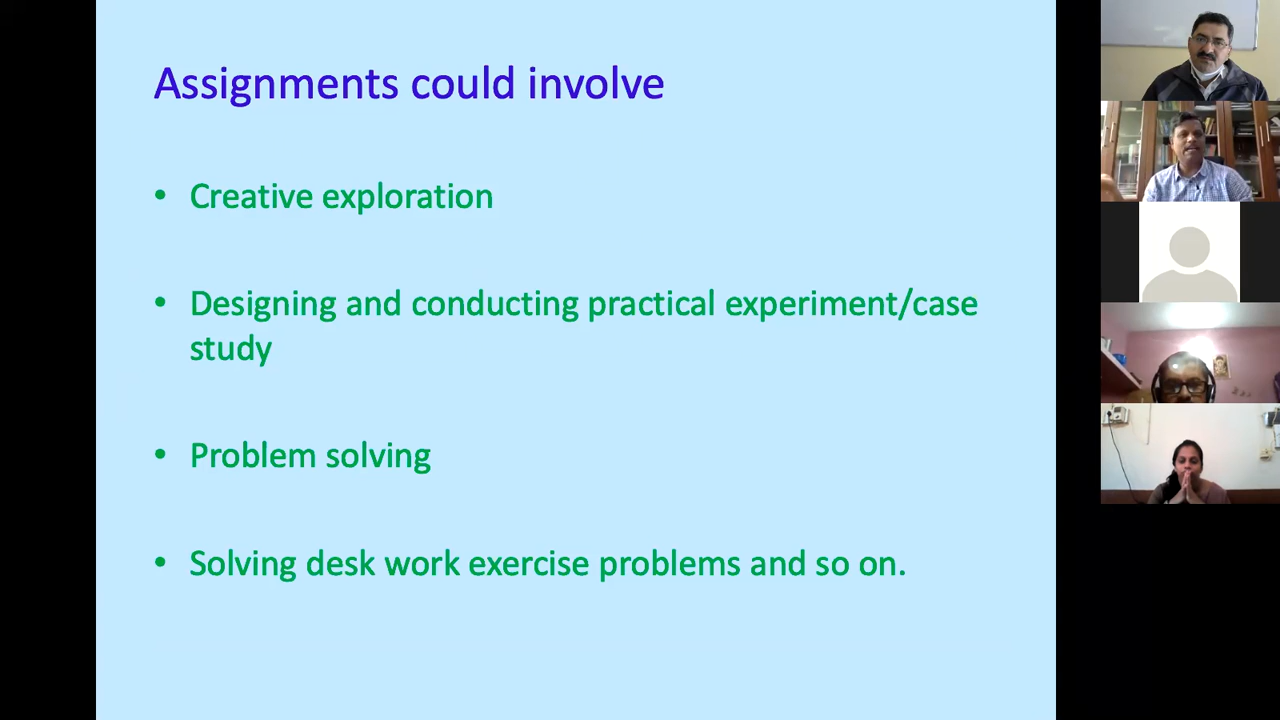 Assignments could involve
• Creative exploration
• Designing and conducting practical experiment/case
study
• Problem solving
• Solving desk work exercise problems and so on.